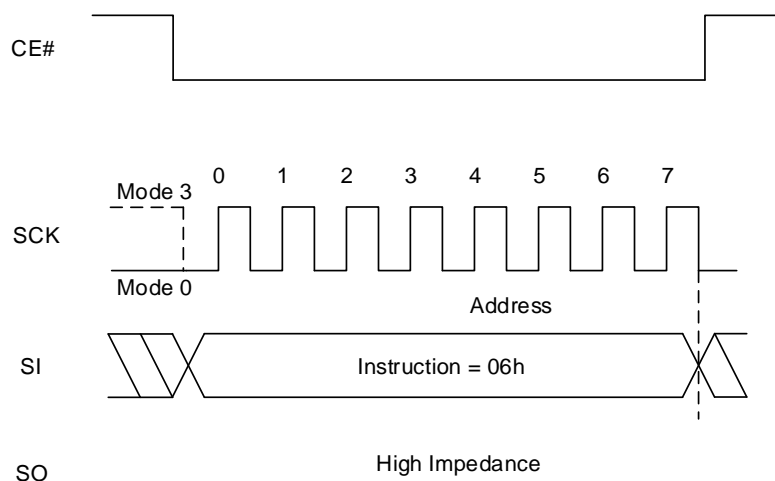 CE#
0 1 2 3 4 5 6 7
Mode 3
SCK
Mode 0
Address
SI
Instruction = 06h
High Impedance
SO